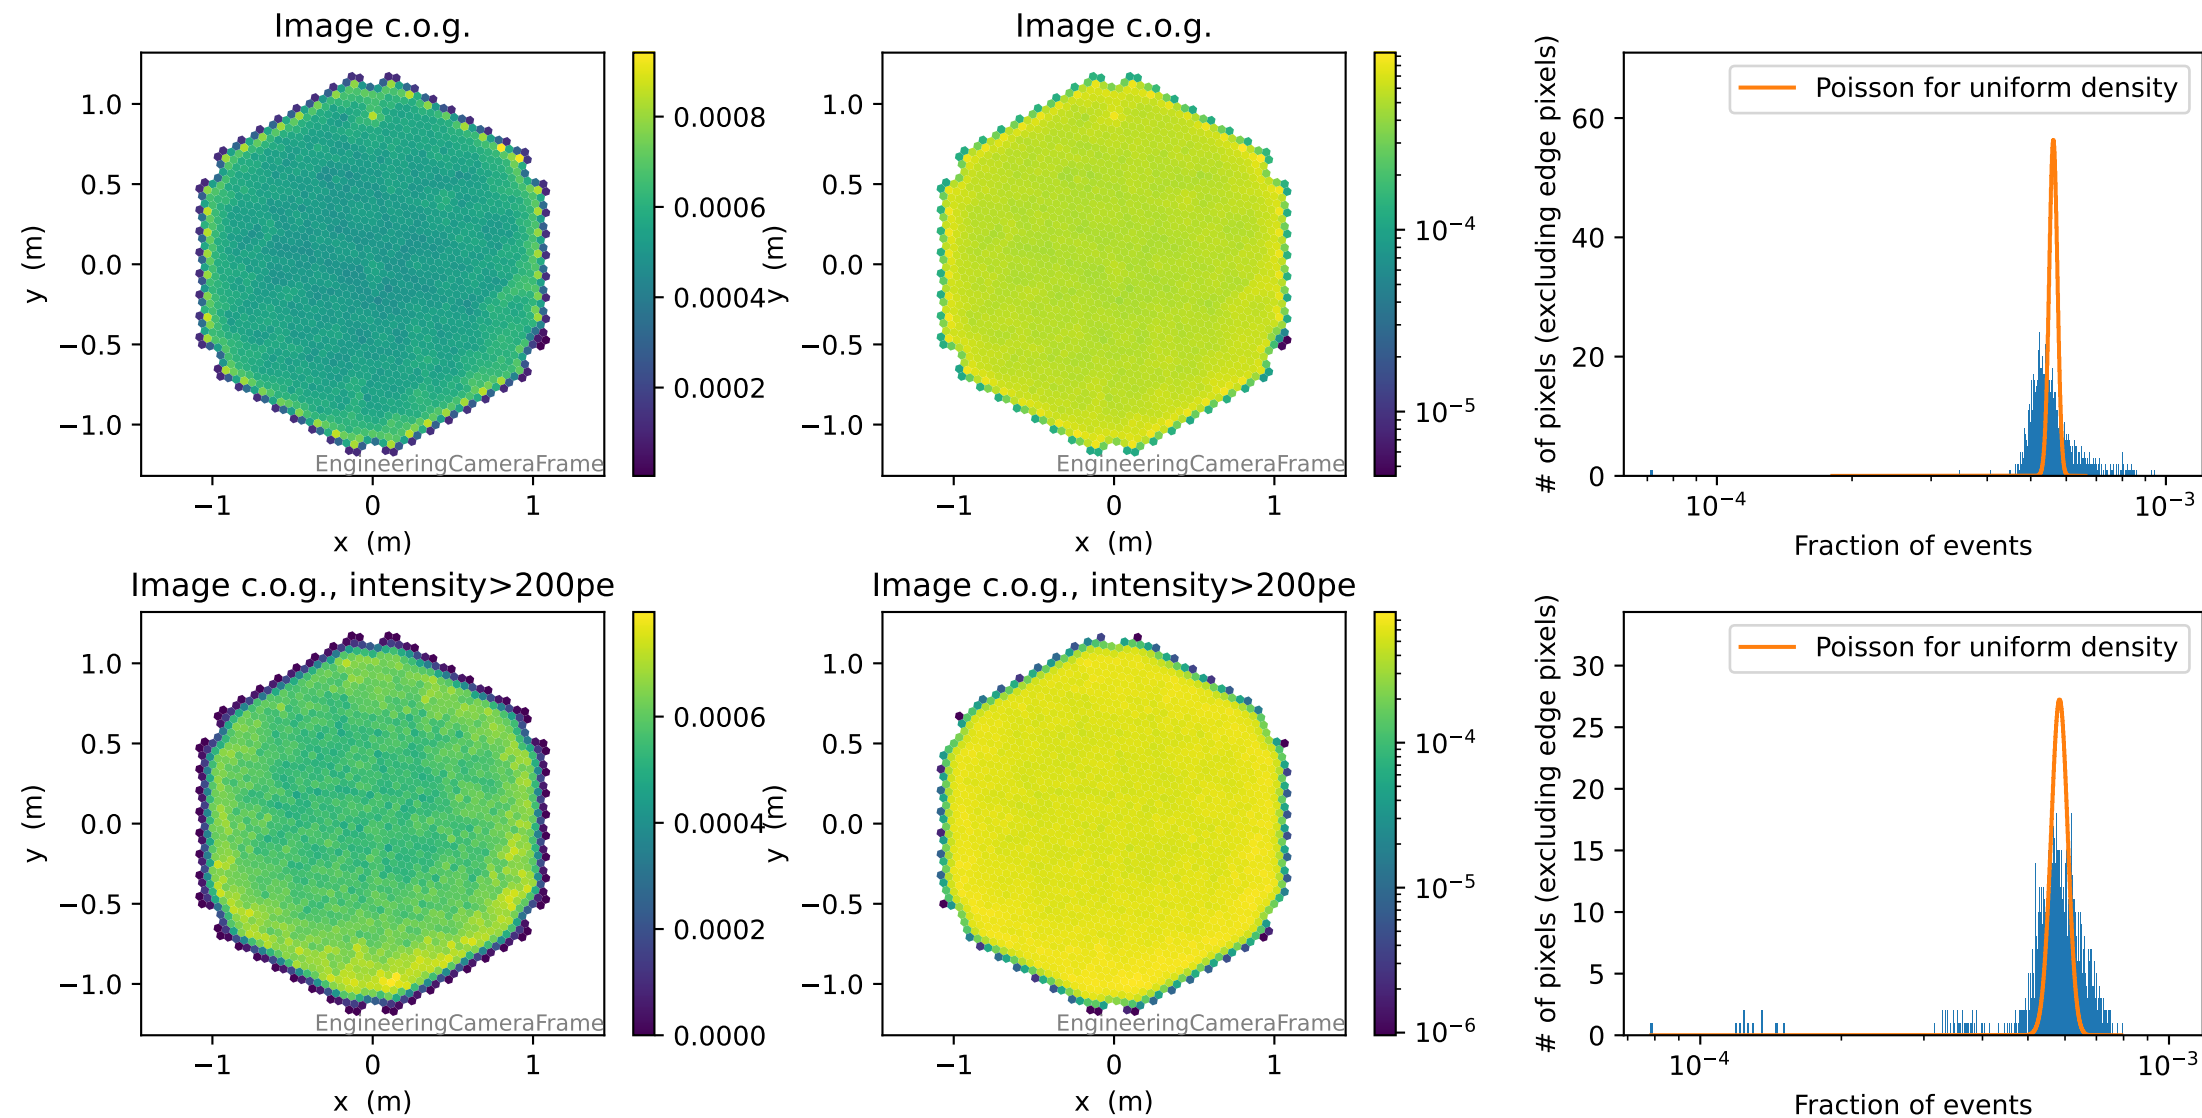 Image c.o.g.
1.0
0.5
0.0
−0.5
−1.0
y (m)
−1
0
1
x (m)
EngineeringCameraFrame
0.0008
0.0006
0.0004
0.0002
Image c.o.g.
1.0
0.5
0.0
−0.5
−1.0
y (m)
−1
0
1
x (m)
EngineeringCameraFrame
10⁻⁴
10⁻⁵
# of pixels (excluding edge pixels)
60
40
20
0
Poisson for uniform density
10⁻⁴
10⁻³
Fraction of events
Image c.o.g., intensity>200pe
1.0
0.5
0.0
−0.5
−1.0
y (m)
−1
0
1
x (m)
EngineeringCameraFrame
0.0006
0.0004
0.0002
0.0000
Image c.o.g., intensity>200pe
1.0
0.5
0.0
−0.5
−1.0
y (m)
−1
0
1
x (m)
EngineeringCameraFrame
10⁻⁴
10⁻⁵
10⁻⁶
# of pixels (excluding edge pixels)
30
25
20
15
10
5
0
Poisson for uniform density
10⁻⁴
10⁻³
Fraction of events